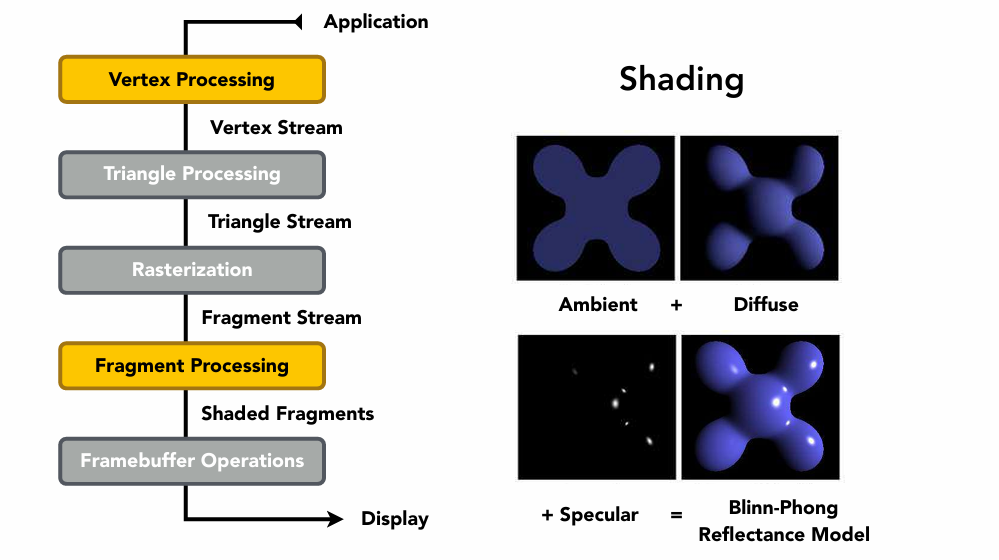 Application
Vertex Processing
Vertex Stream
Triangle Processing
Triangle Stream
Rasterization
Fragment Stream
Fragment Processing
Shaded Fragments
Framebuffer Operations
Display
Shading
Ambient + Diffuse
+ Specular = Blinn-Phong
Reflectance Model